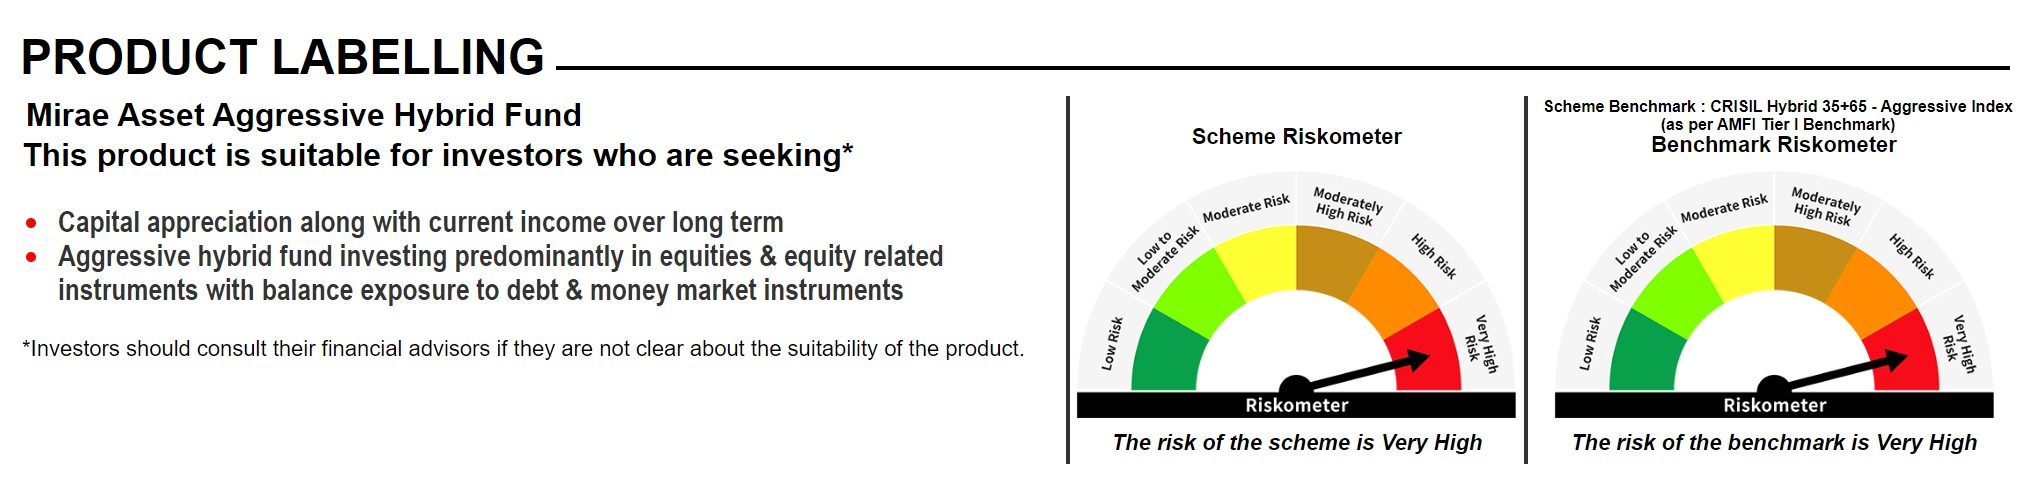 PRODUCT LABELLING
Mirae Asset Aggressive Hybrid Fund
This product is suitable for investors who are seeking*
• Capital appreciation along with current income over long term
• Aggressive hybrid fund investing predominantly in equities & equity related
instruments with balance exposure to debt & money market instruments
*Investors should consult their financial advisors if they are not clear about the suitability of the product.
Scheme Riskometer
Low Risk
Low to
Moderate Risk
Moderate Risk
Moderately
High Risk
High Risk
Very High
Risk
Riskometer
The risk of the scheme is Very High
Scheme Benchmark : CRISIL Hybrid 35+65 - Aggressive Index
(as per AMFI Tier I Benchmark)
Benchmark Riskometer
Low Risk
Low to
Moderate Risk
Moderate Risk
Moderately
High Risk
High Risk
Very High
Risk
Riskometer
The risk of the benchmark is Very High